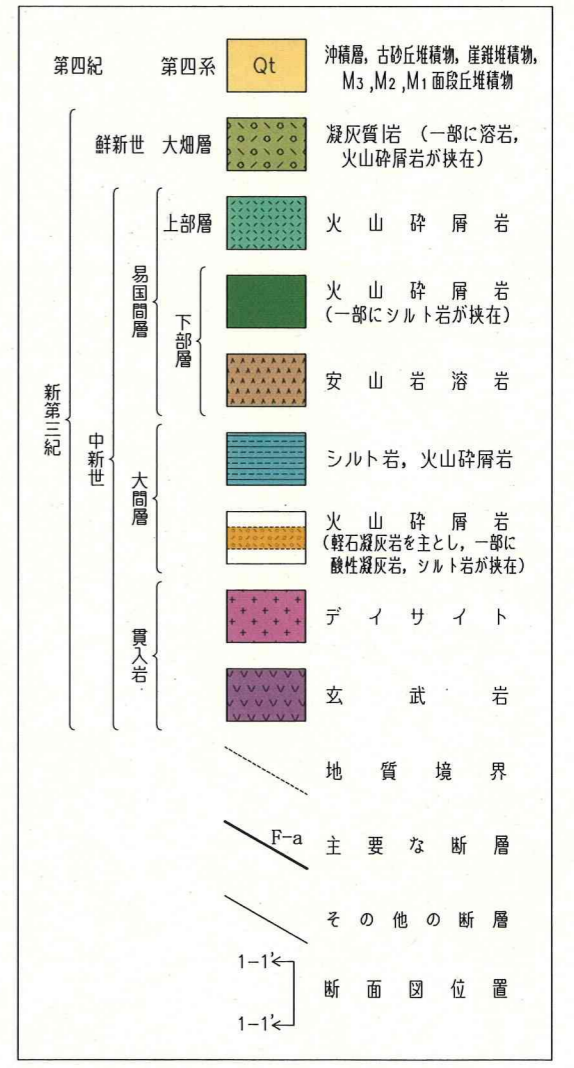 第四紀 第四系 Qt 沖積層, 古砂丘堆積物, 崖錐堆積物,
M3 ,M2 ,M1 面段丘堆積物
鮮新世 大畑層 凝灰質|岩 (一部に溶岩,
火山砕屑岩が挟在)
上部層 火山砕屑岩
易国間層
下部層
火山砕屑岩
(一部にシルト岩が挟在)
安山岩溶岩
新第三紀
中新世
大間層
シルト岩, 火山砕屑岩
火山砕屑岩
(軽石凝灰岩を主とし, 一部に
酸性凝灰岩, シルト岩が挟在)
貫入岩
デイサイト
玄武岩
地質境界
F-a 主要な断層
その他の断層
1-1'
断面図位置
1-1'